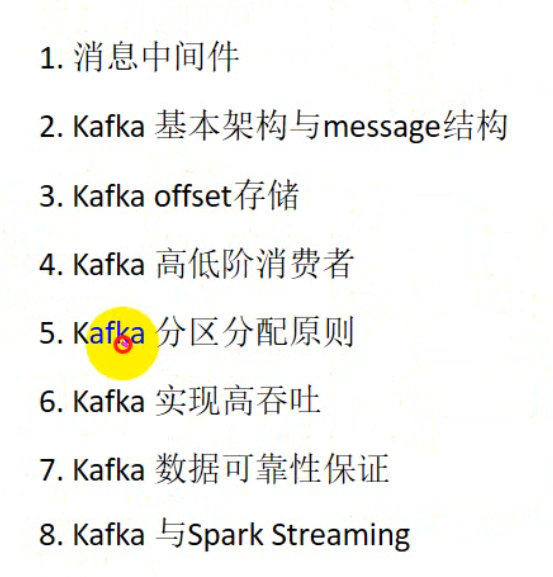 1. 消息中间件
2. Kafka 基本架构与message结构
3. Kafka offset存储
4. Kafka 高低阶消费者
5. Kafka 分区分配原则
6. Kafka 实现高吞吐
7. Kafka 数据可靠性保证
8. Kafka 与Spark Streaming